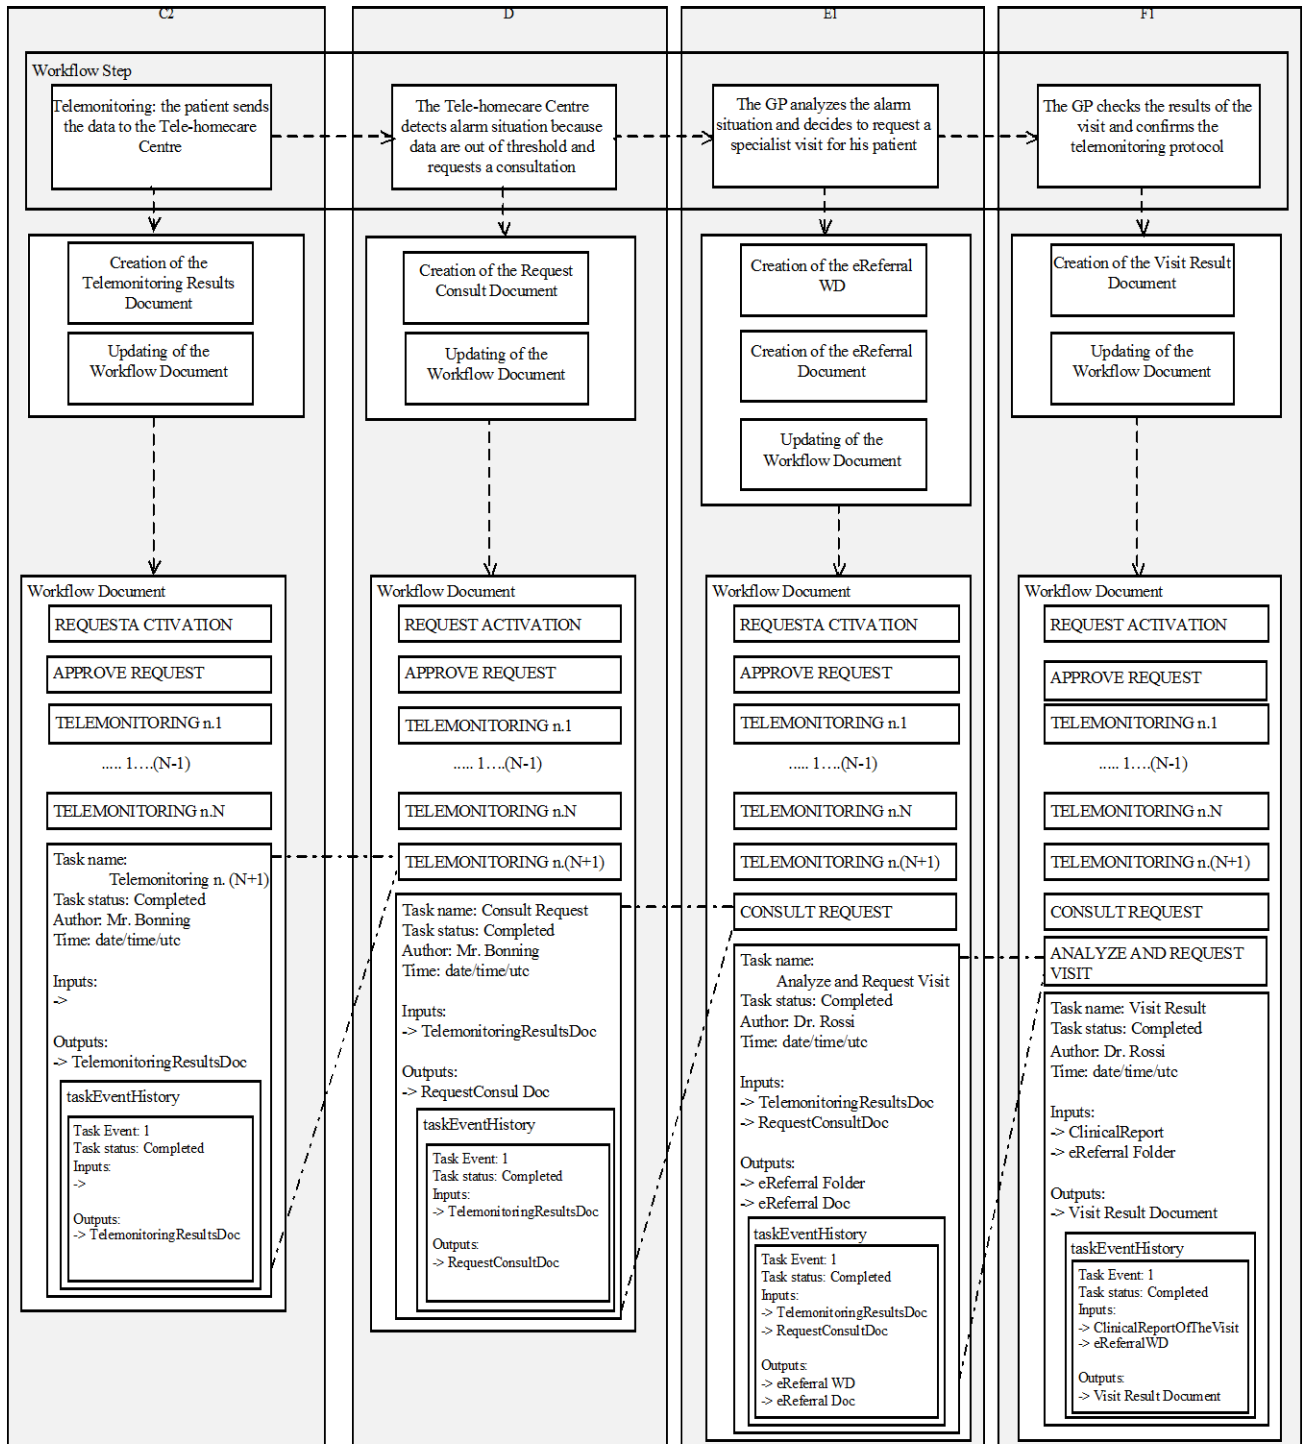 C2
D
E1
F1
Workflow Step
Telemonitoring: the patient sends
the data to the Tele-homecare
Centre
The Tele-homecare Centre
detects alarm situation because
data are out of threshold and
requests a consultation
The GP analyzes the alarm
situation and decides to request a
specialist visit for his patient
The GP checks the results of the
visit and confirms the
telemonitoring protocol
Creation of the
Telemonitoring Results
Document
Updating of the
Workflow Document
Creation of the Request
Consult Document
Updating of the
Workflow Document
Creation of the eReferral
WD
Creation of the eReferral
Document
Updating of the
Workflow Document
Creation of the Visit Result
Document
Updating of the
Workflow Document
Workflow Document
REQUESTA CTIVATION
APPROVE REQUEST
TELEMONITORING n.1
..... 1....(N-1)
TELEMONITORING n.N
Task name:
Telemonitoring n. (N+1)
Task status: Completed
Author: Mr. Bonning
Time: date/time/utc
Inputs:
->
Outputs:
-> TelemonitoringResultsDoc
taskEventHistory
Task Event: 1
Task status: Completed
Inputs:
->
Outputs:
-> TelemonitoringResultsDoc
Workflow Document
REQUEST ACTIVATION
APPROVE REQUEST
TELEMONITORING n.1
..... 1....(N-1)
TELEMONITORING n.N
TELEMONITORING n.(N+1)
Task name: Consult Request
Task status: Completed
Author: Mr. Bonning
Time: date/time/utc
Inputs:
-> TelemonitoringResultsDoc
Outputs:
-> RequestConsul Doc
taskEventHistory
Task Event: 1
Task status: Completed
Inputs:
-> TelemonitoringResultsDoc
Outputs:
-> RequestConsultDoc
Workflow Document
REQUESTA CTIVATION
APPROVE REQUEST
TELEMONITORING n.1
..... 1....(N-1)
TELEMONITORING n.N
TELEMONITORING n.(N+1)
CONSULT REQUEST
Task name:
Analyze and Request Visit
Task status: Completed
Author: Dr. Rossi
Time: date/time/utc
Inputs:
-> TelemonitoringResultsDoc
-> RequestConsultDoc
Outputs:
-> eReferral Folder
-> eReferral Doc
taskEventHistory
Task Event: 1
Task status: Completed
Inputs:
-> TelemonitoringResultsDoc
-> RequestConsultDoc
Outputs:
-> eReferral WD
-> eReferral Doc
Workflow Document
REQUEST ACTIVATION
APPROVE REQUEST
TELEMONITORING n.1
..... 1....(N-1)
TELEMONITORING n.N
TELEMONITORING n.(N+1)
CONSULT REQUEST
ANALYZE AND REQUEST
VISIT
Task name: Visit Result
Task status: Completed
Author: Dr. Rossi
Time: date/time/utc
Inputs:
-> ClinicalReport
-> eReferral Folder
Outputs:
-> Visit Result Document
taskEventHistory
Task Event: 1
Task status: Completed
Inputs:
-> ClinicalReportOfTheVisit
-> eReferralWD
Outputs:
-> Visit Result Document